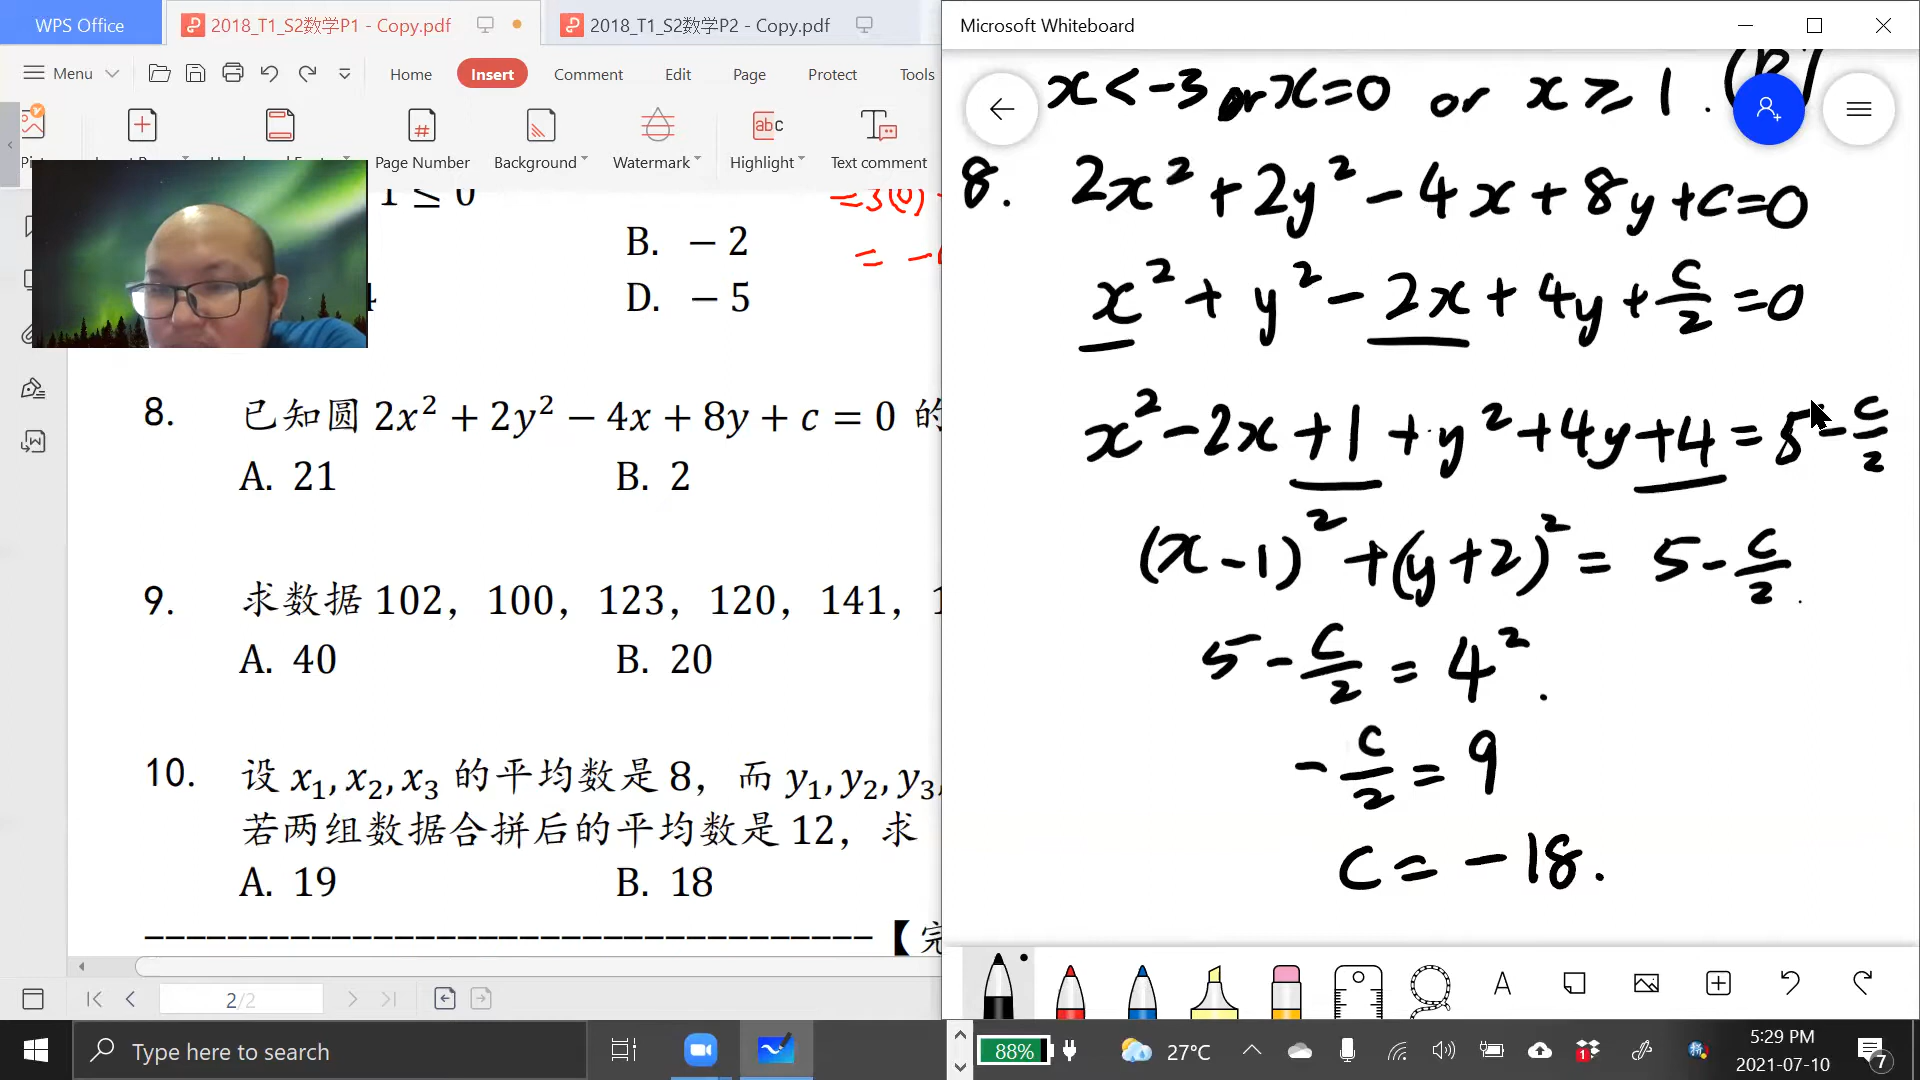 WPS Office
2018_T1_S2数学P1 - Copy.pdf
2018_T1_S2数学P2 - Copy.pdf
Menu
Home
Insert
Comment
Edit
Page
Protect
Tools
Page Number
Background
Watermark
Highlight
Text comment
1 ≤ 0
B. − 2
D. − 5
=3(0)
= −
8. 已知圆 2x² + 2y² − 4x + 8y + c = 0 的
A. 21
B. 2
9. 求数据 102，100，123，120，141，1
A. 40
B. 20
10. 设 x₁, x₂, x₃ 的平均数是 8，而 y₁, y₂, y₃,
若两组数据合拼后的平均数是 12，求
A. 19
B. 18
【完
2/2
Microsoft Whiteboard
x < -3 or x=0 or x ≥ 1. (B)
8. 2x² + 2y² - 4x + 8y + c = 0
x² + y² - 2x + 4y + c/2 = 0
x² - 2x + 1 + y² + 4y + 4 = 5 - c/2
(x - 1)² + (y + 2)² = 5 - c/2.
5 - c/2 = 4².
- c/2 = 9
c = -18.
Type here to search
88%
27°C
5:29 PM
2021-07-10
7